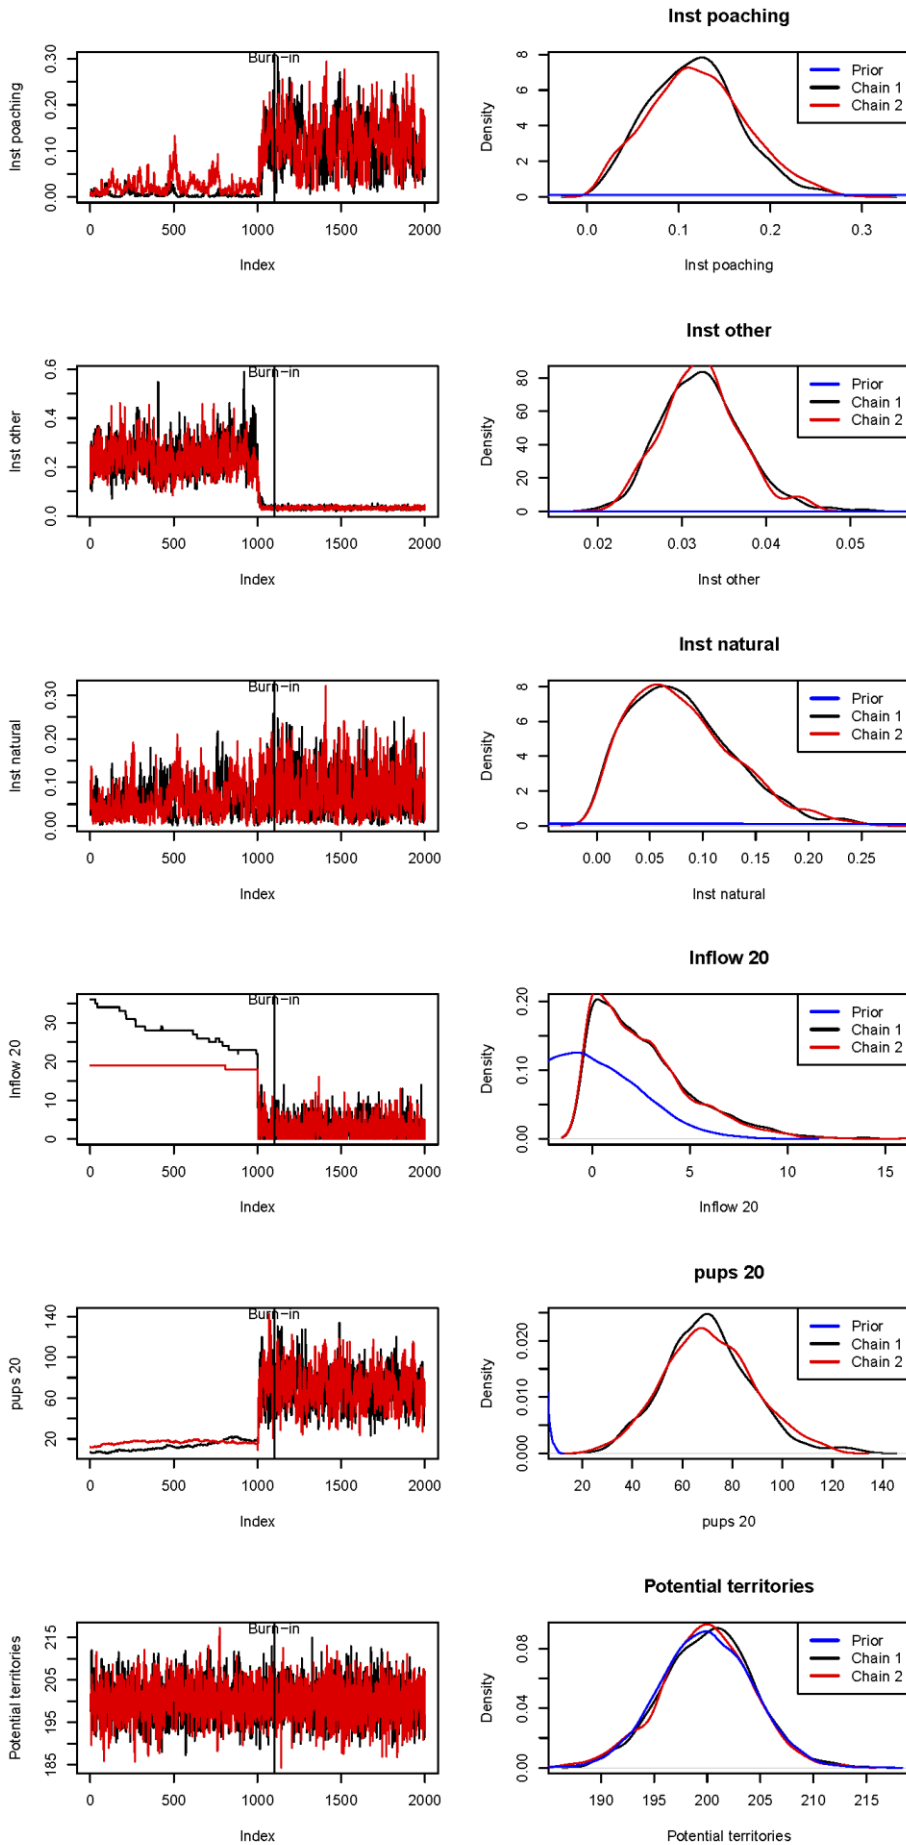 Inst poaching
Burn-in
Inst poaching
0.00 0.10 0.20 0.30
0 500 1000 1500 2000
Index
Prior
Chain 1
Chain 2
Density
0 2 4 6 8
0.0 0.1 0.2 0.3
Inst poaching
Inst other
Burn-in
Inst other
0.0 0.2 0.4 0.6
0 500 1000 1500 2000
Index
Prior
Chain 1
Chain 2
Density
0 20 40 60 80
0.02 0.03 0.04 0.05
Inst other
Inst natural
Burn-in
Inst natural
0.00 0.10 0.20 0.30
0 500 1000 1500 2000
Index
Prior
Chain 1
Chain 2
Density
0 2 4 6 8
0.00 0.05 0.10 0.15 0.20 0.25
Inst natural
Inflow 20
Burn-in
Inflow 20
0 10 20 30
0 500 1000 1500 2000
Index
Prior
Chain 1
Chain 2
Density
0.00 0.10 0.20
0 5 10 15
Inflow 20
pups 20
Burn-in
pups 20
20 60 100 140
0 500 1000 1500 2000
Index
Prior
Chain 1
Chain 2
Density
0.000 0.010 0.020
20 40 60 80 100 120 140
pups 20
Potential territories
Burn-in
Potential territories
185 195 205 215
0 500 1000 1500 2000
Index
Prior
Chain 1
Chain 2
Density
0.00 0.04 0.08
190 195 200 205 210 215
Potential territories